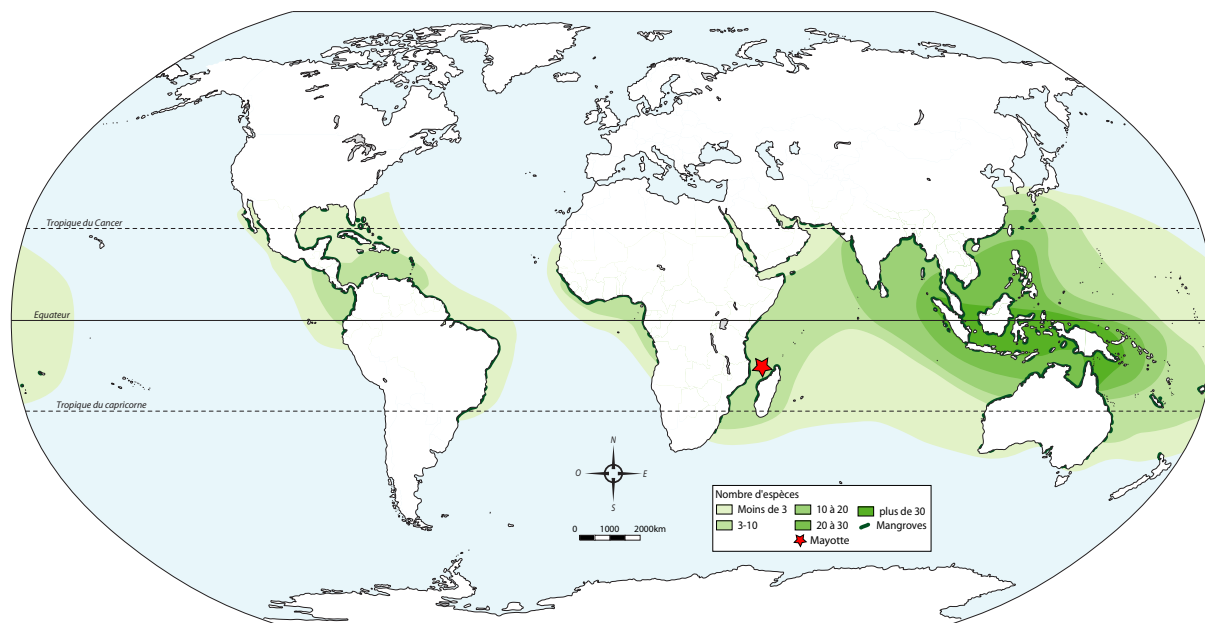 Tropique du Cancer
Equateur
Tropique du capricorne
N
O
E
S
0 1000 2000km
Nombre d'espèces
Moins de 3
10 à 20
plus de 30
3-10
20 à 30
Mangroves
Mayotte